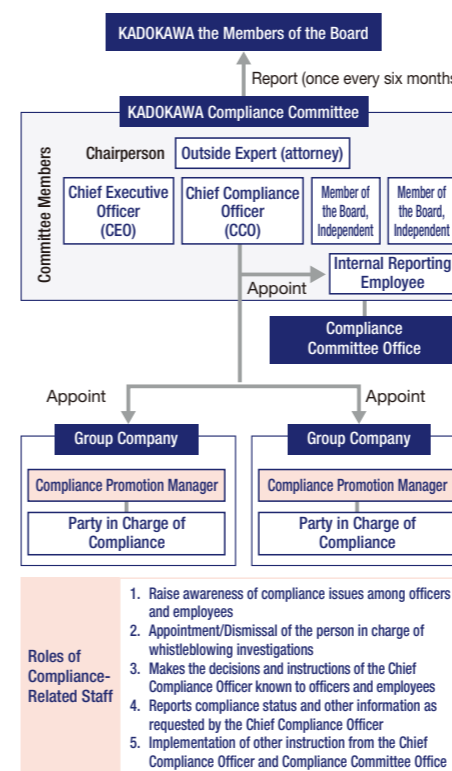 KADOKAWA the Members of the Board
Report (once every six months
KADOKAWA Compliance Committee
Committee Members
Chairperson
Outside Expert (attorney)
Chief Executive
Officer
(CEO)
Chief Compliance
Officer
(CCO)
Member of
the Board,
Independent
Member of
the Board,
Independent
Appoint
Internal Reporting
Employee
Compliance
Committee Office
Appoint
Appoint
Group Company
Compliance Promotion Manager
Party in Charge of
Compliance
Group Company
Compliance Promotion Manager
Party in Charge of
Compliance
Roles of
Compliance-
Related Staff
1. Raise awareness of compliance issues among officers
and employees
2. Appointment/Dismissal of the person in charge of
whistleblowing investigations
3. Makes the decisions and instructions of the Chief
Compliance Officer known to officers and employees
4. Reports compliance status and other information as
requested by the Chief Compliance Officer
5. Implementation of other instruction from the Chief
Compliance Officer and Compliance Committee Office